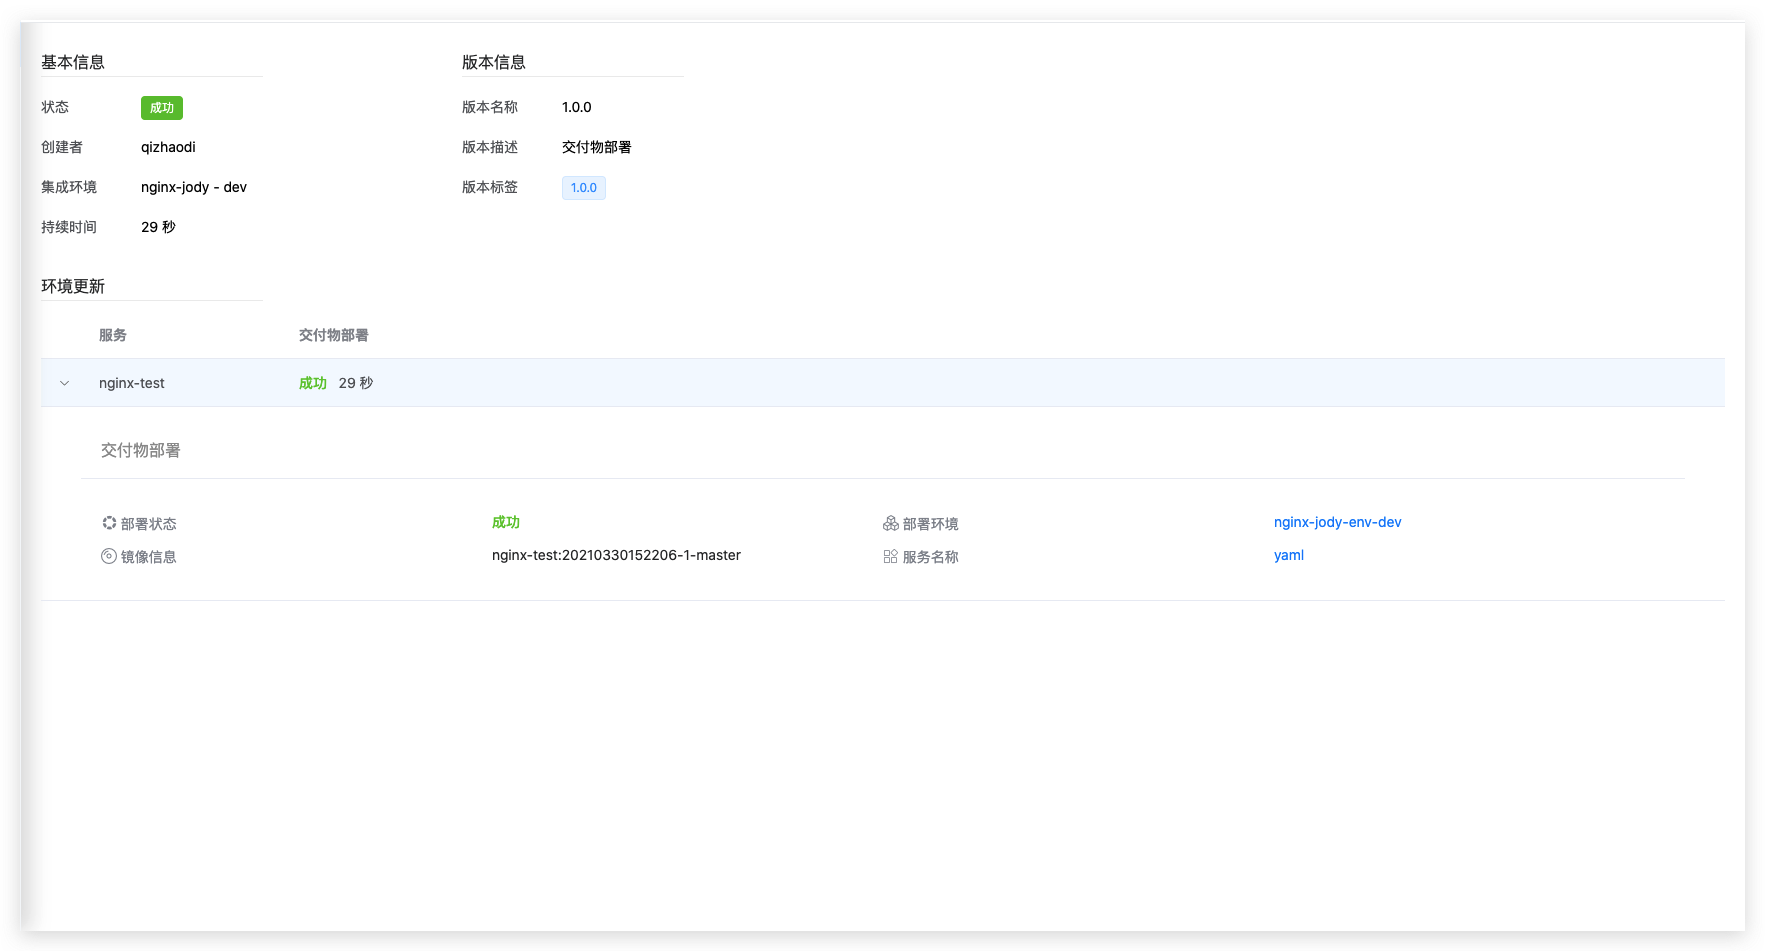 基本信息
状态 成功
创建者 qizhaodi
集成环境 nginx-jody - dev
持续时间 29 秒
版本信息
版本名称 1.0.0
版本描述 交付物部署
版本标签 1.0.0
环境更新
服务 交付物部署
nginx-test 成功 29 秒
交付物部署
部署状态 成功 部署环境 nginx-jody-env-dev
镜像信息 nginx-test:20210330152206-1-master 服务名称 yaml